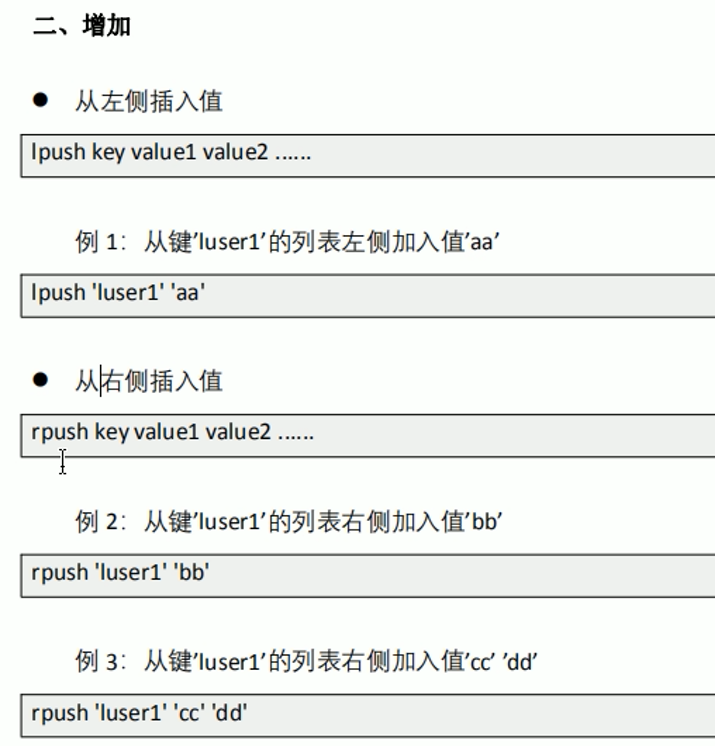 二、增加
● 从左侧插入值
lpush key value1 value2 ......
例 1： 从键’luser1’的列表左侧加入值’aa’
lpush 'luser1' 'aa'
● 从右侧插入值
rpush key value1 value2 ......
例 2： 从键’luser1’的列表右侧加入值’bb’
rpush 'luser1' 'bb'
例 3： 从键’luser1’的列表右侧加入值’cc’ ’dd’
rpush 'luser1' 'cc' 'dd'